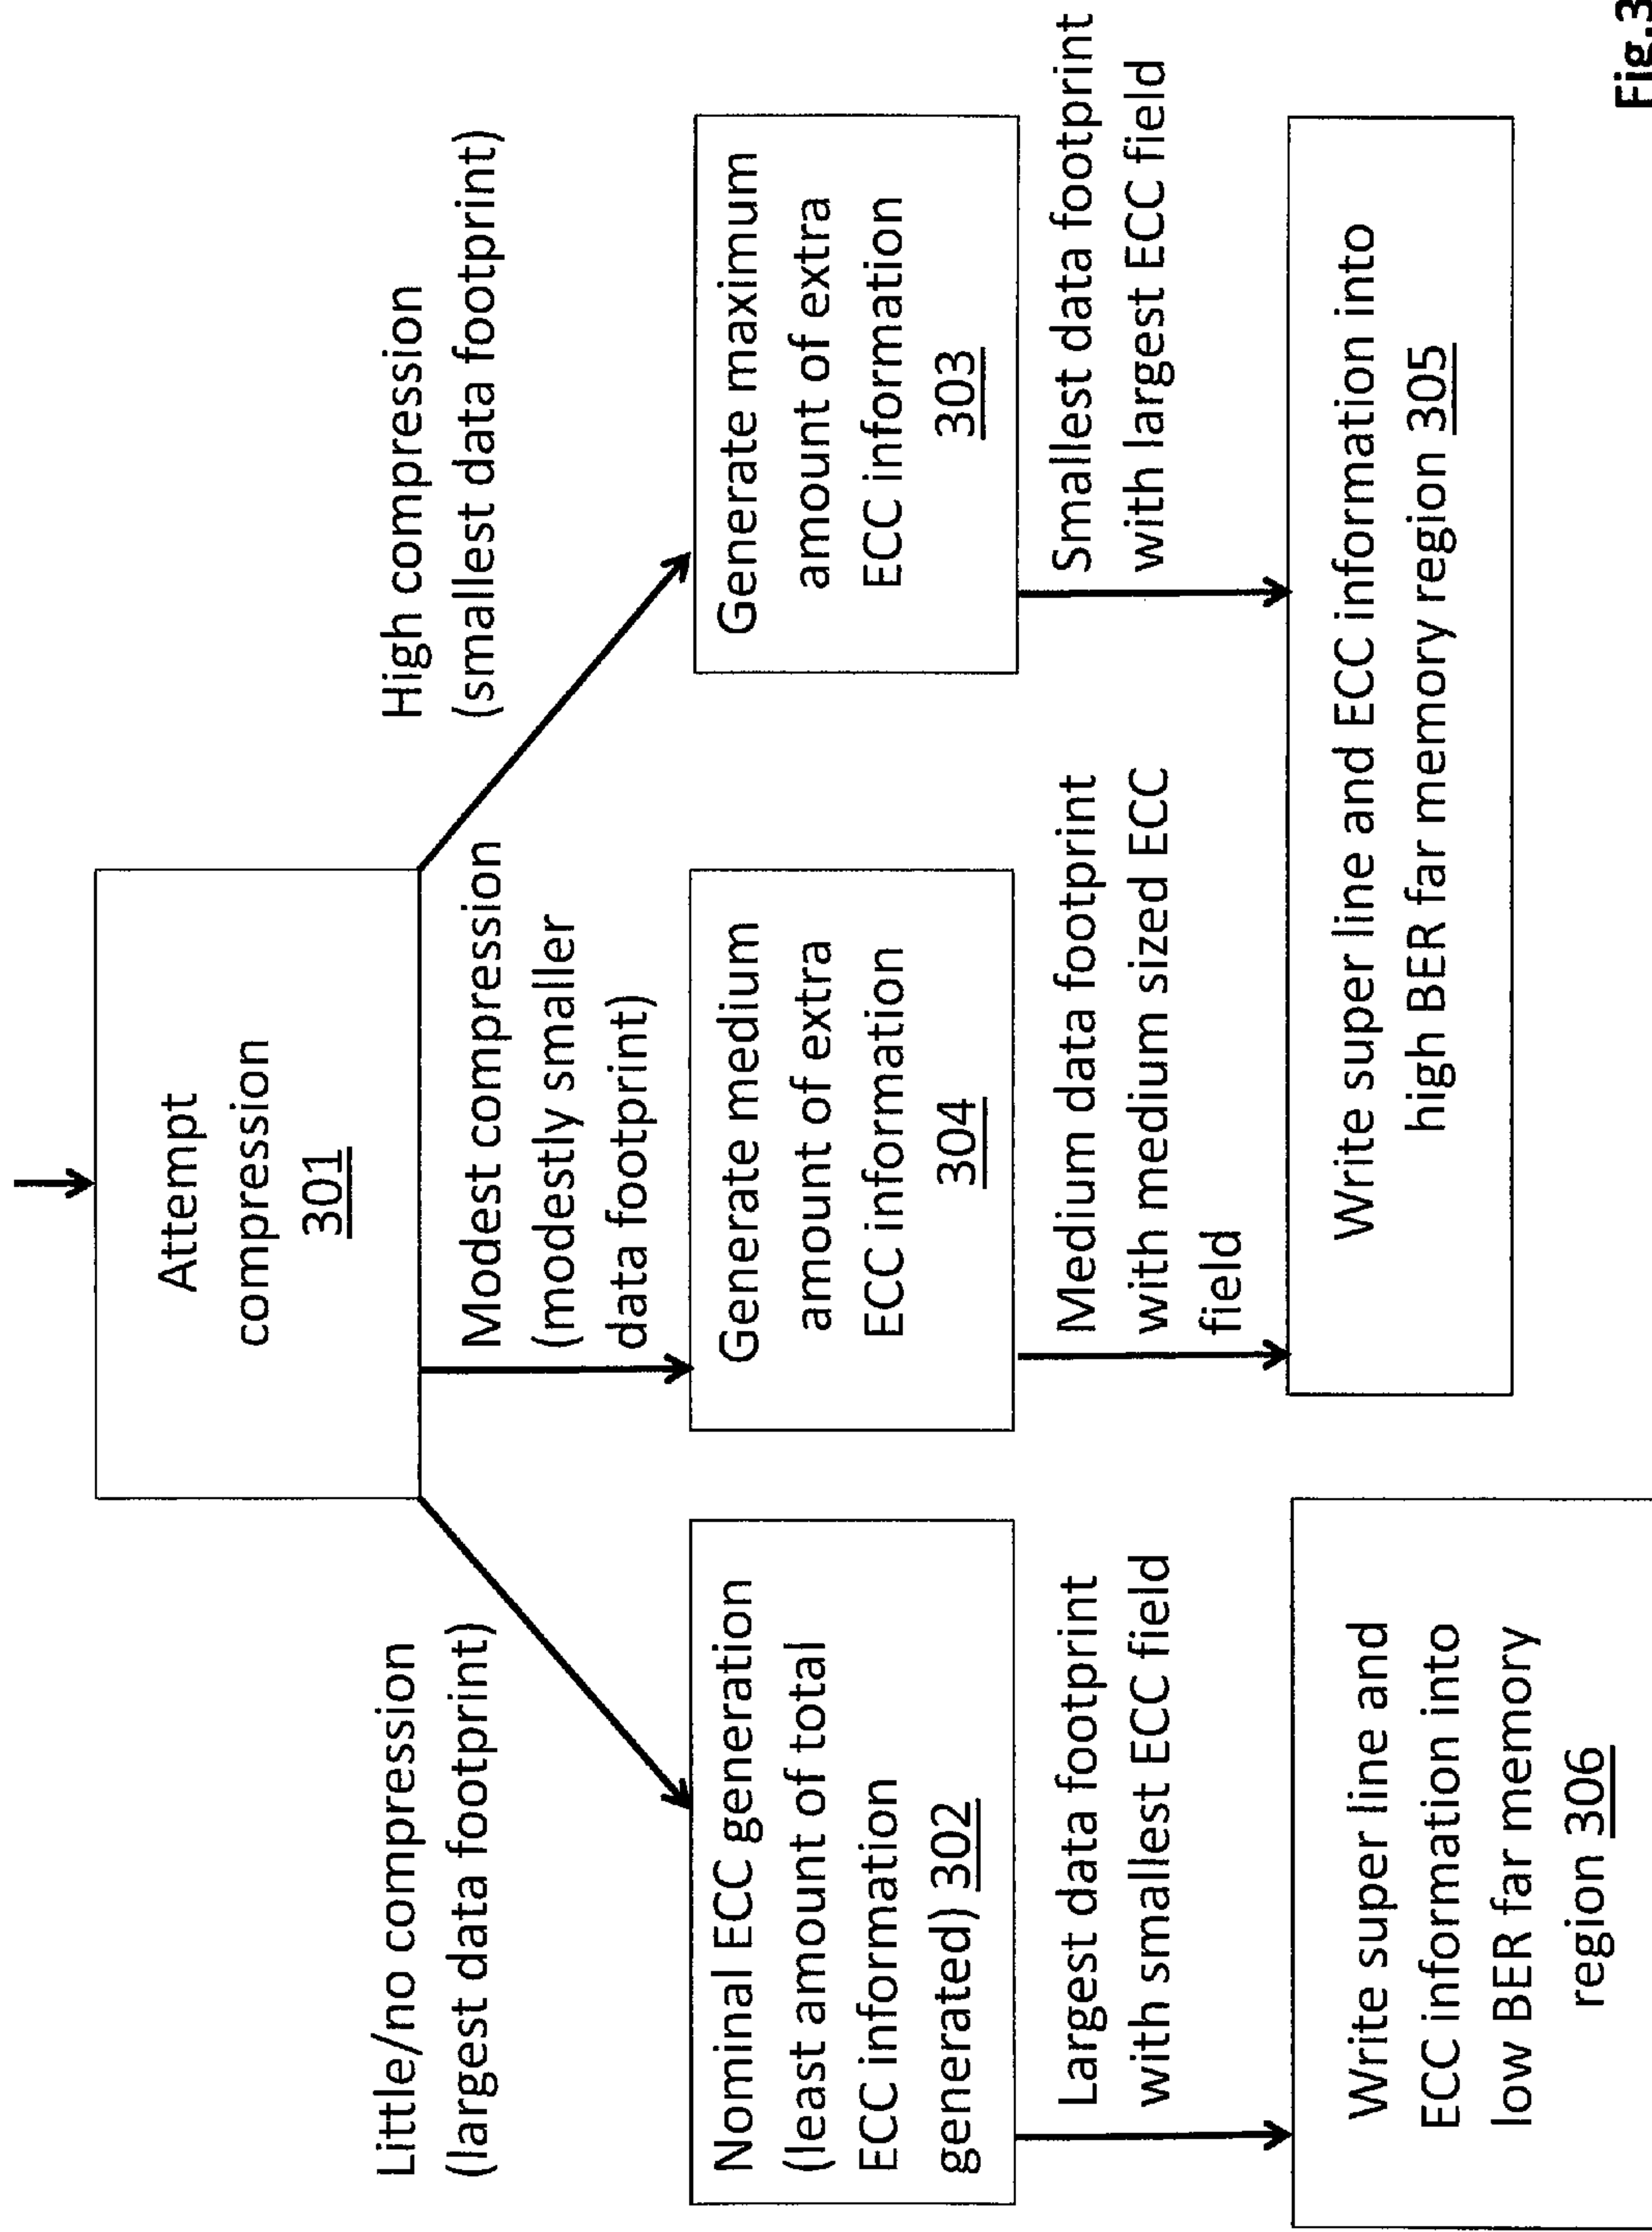 Attempt
compression
301
Little/no compression
(largest data footprint)
Modest compression
(modestly smaller
data footprint)
High compression
(smallest data footprint)
Nominal ECC generation
(least amount of total
ECC information
generated) 302
Generate medium
amount of extra
ECC information
304
Generate maximum
amount of extra
ECC information
303
Largest data footprint
with smallest ECC field
Medium data footprint
with medium sized ECC
field
Smallest data footprint
with largest ECC field
Write super line and
ECC information into
low BER far memory
region 306
Write super line and ECC information into
high BER far memory region 305
Fig.3